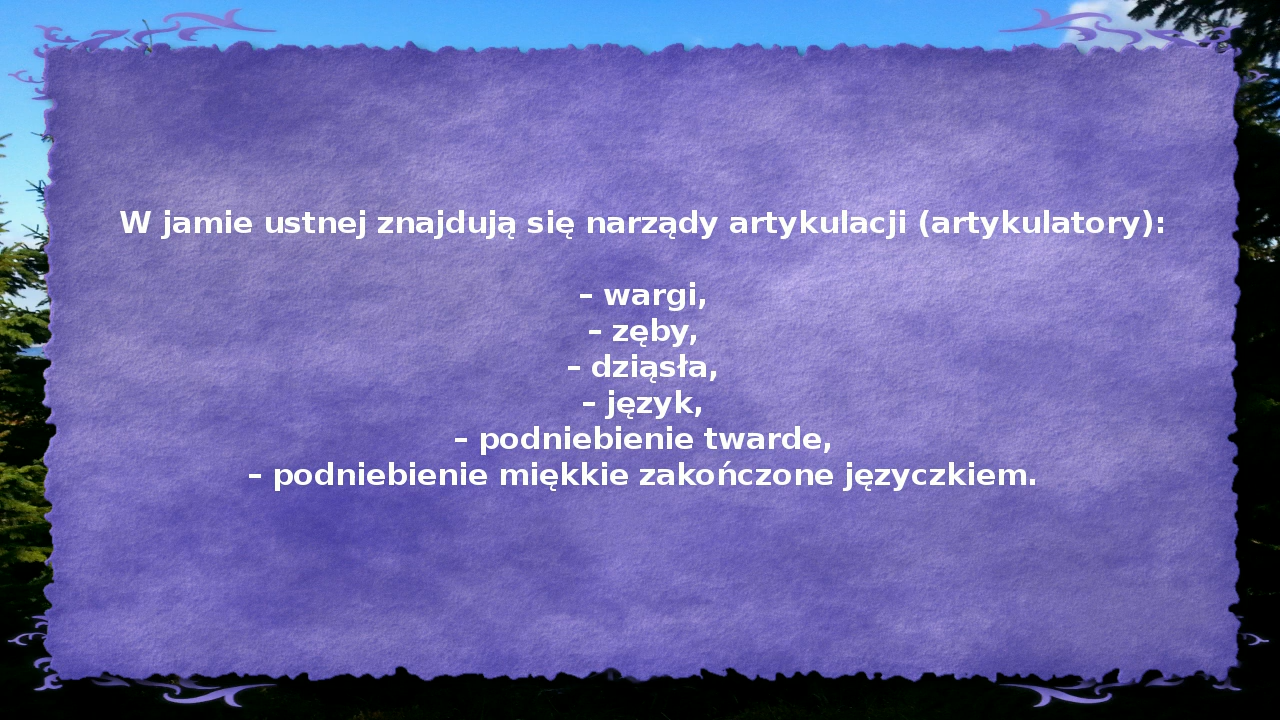 W jamie ustnej znajdują się narządy artykulacji (artykulatory):
– wargi,
– zęby,
– dziąsła,
– język,
– podniebienie twarde,
– podniebienie miękkie zakończone języczkiem.